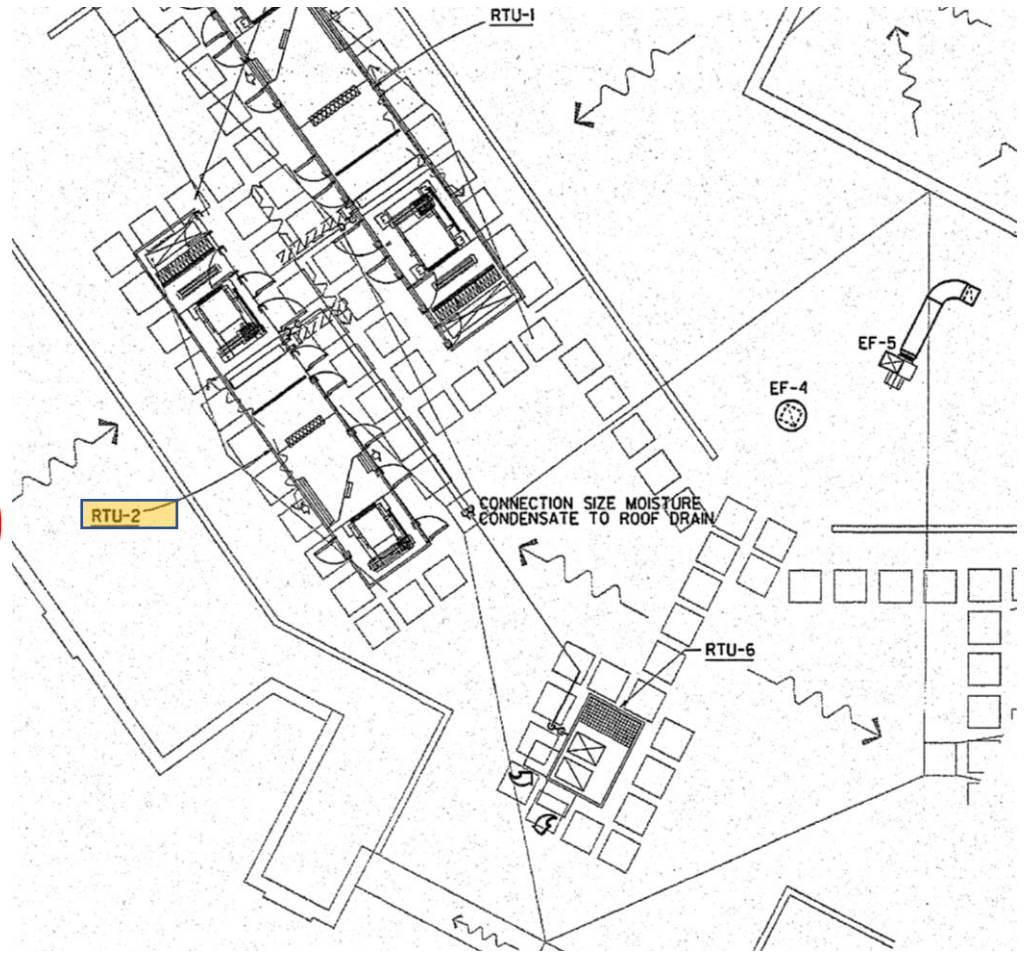 RTU-1
EF-5
EF-4
CONNECTION SIZE MOISTURE
CONDENSATE TO ROOF DRAIN
RTU-2
RTU-6